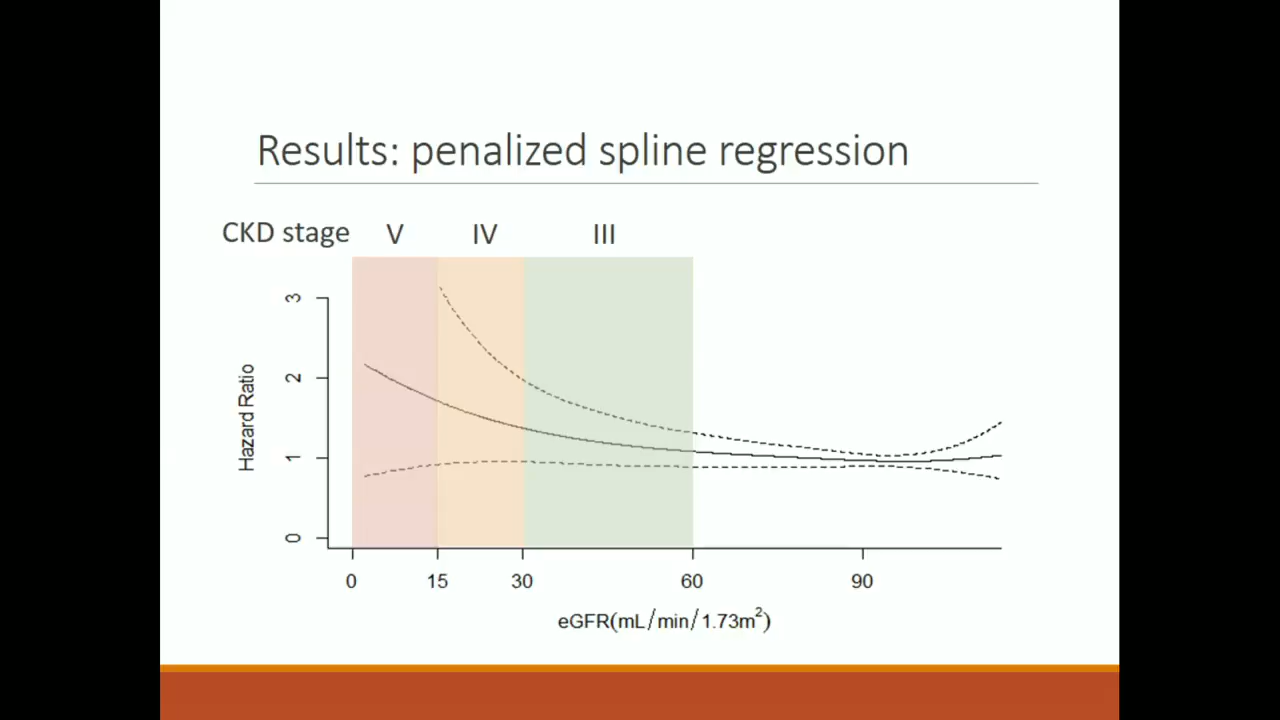 Results: penalized spline regression
CKD stage V IV III
3
2
1
0
Hazard Ratio
0 15 30 60 90
eGFR(mL/min/1.73m²)